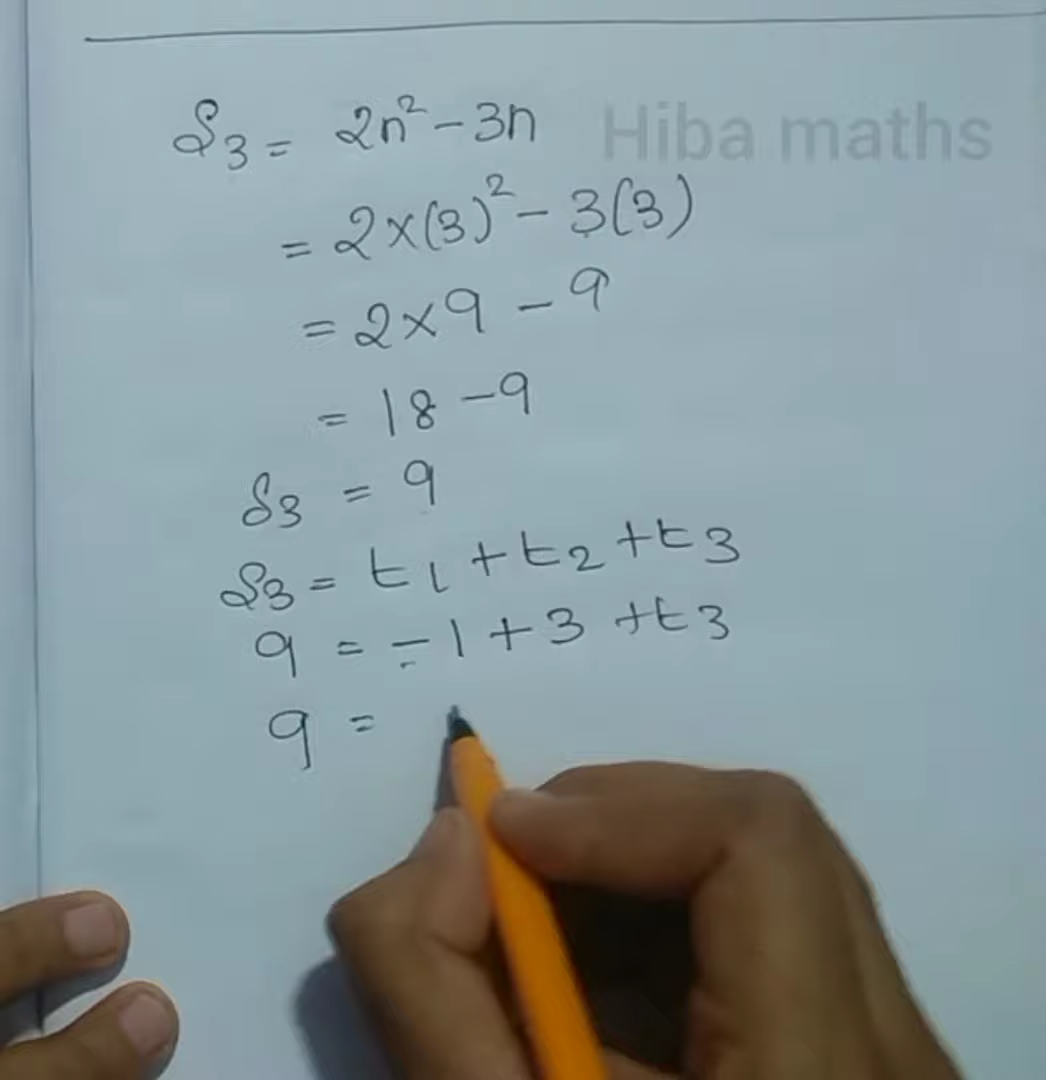 S₃ = 2n² - 3n
Hiba maths
= 2×(3)² - 3(3)
= 2×9 - 9
= 18 - 9
S₃ = 9
S₃ = t₁ + t₂ + t₃
9 = -1 + 3 + t₃
9 =